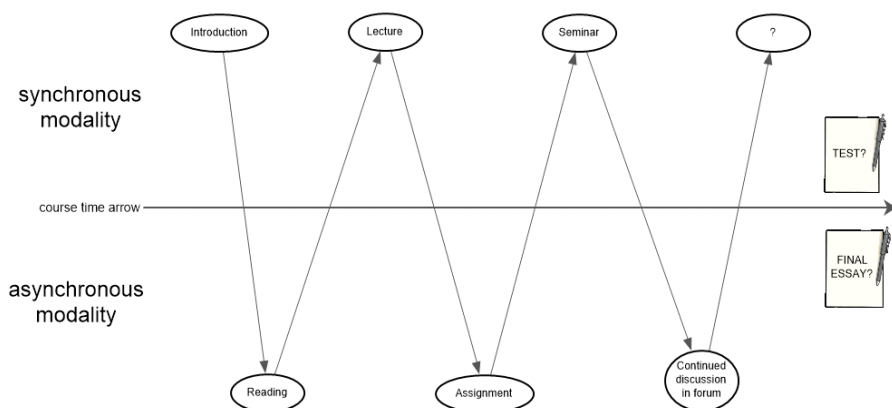 Introduction
Lecture
Seminar
?
synchronous
modality
TEST?
course time arrow
FINAL
ESSAY?
asynchronous
modality
Reading
Assignment
Continued
discussion
in forum